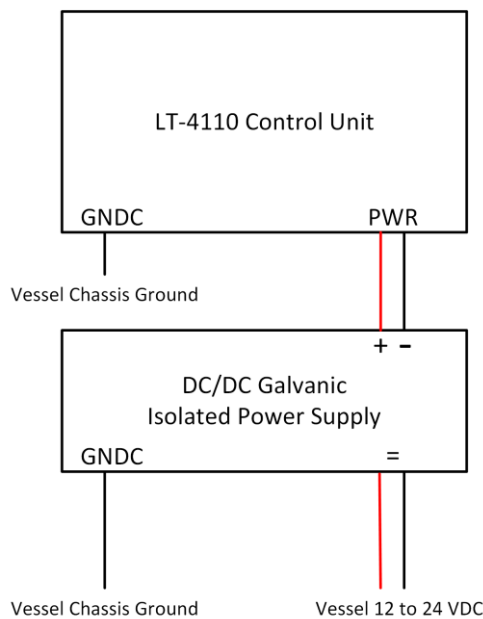 LT-4110 Control Unit
GNDC PWR
Vessel Chassis Ground
+ -
DC/DC Galvanic
Isolated Power Supply
GNDC =
Vessel Chassis Ground Vessel 12 to 24 VDC